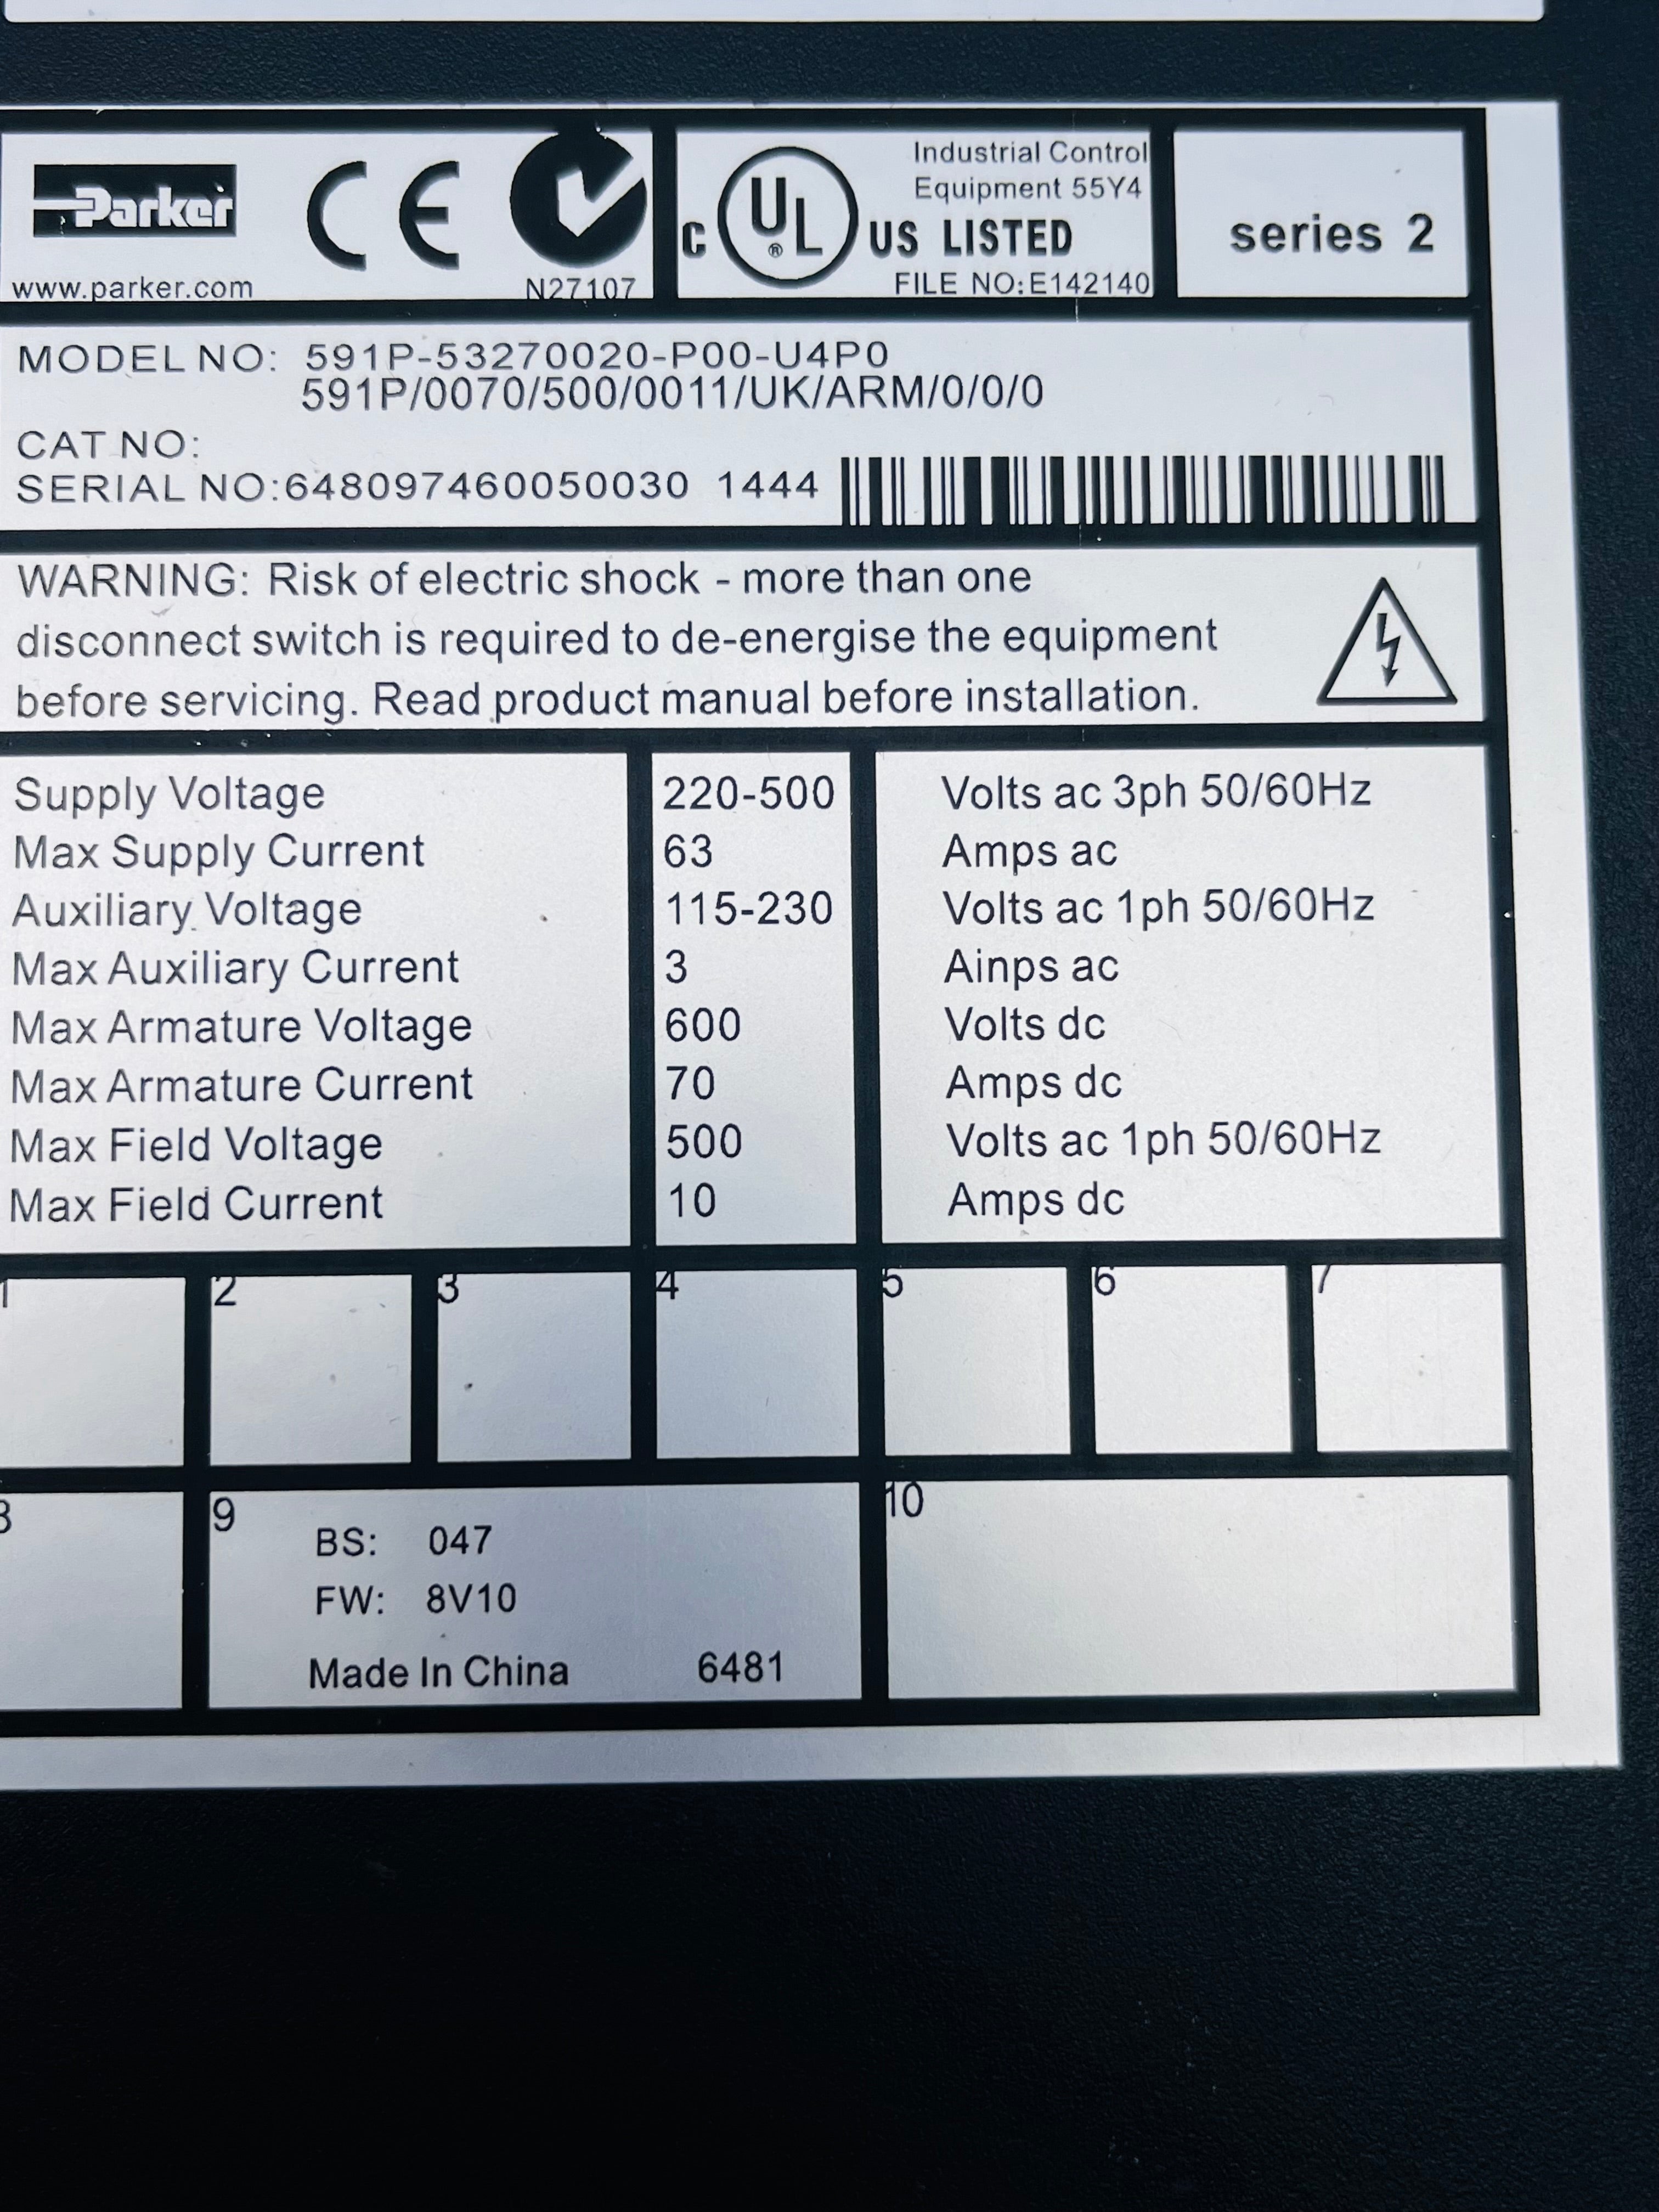 Parker
CE
www.parker.com
N27107
C UL ® US LISTED
Industrial Control
Equipment 55Y4
FILE NO:E142140
series 2
MODEL NO: 591P-53270020-P00-U4P0
591P/0070/500/0011/UK/ARM/0/0/0
CAT NO:
SERIAL NO:648097460050030 1444
WARNING: Risk of electric shock - more than one
disconnect switch is required to de-energise the equipment
before servicing. Read product manual before installation.
Supply Voltage 220-500 Volts ac 3ph 50/60Hz
Max Supply Current 63 Amps ac
Auxiliary Voltage 115-230 Volts ac 1ph 50/60Hz
Max Auxiliary Current 3 Ainps ac
Max Armature Voltage 600 Volts dc
Max Armature Current 70 Amps dc
Max Field Voltage 500 Volts ac 1ph 50/60Hz
Max Field Current 10 Amps dc
1 2 3 4 5 6 7
8 9 10
BS: 047
FW: 8V10
Made In China 6481